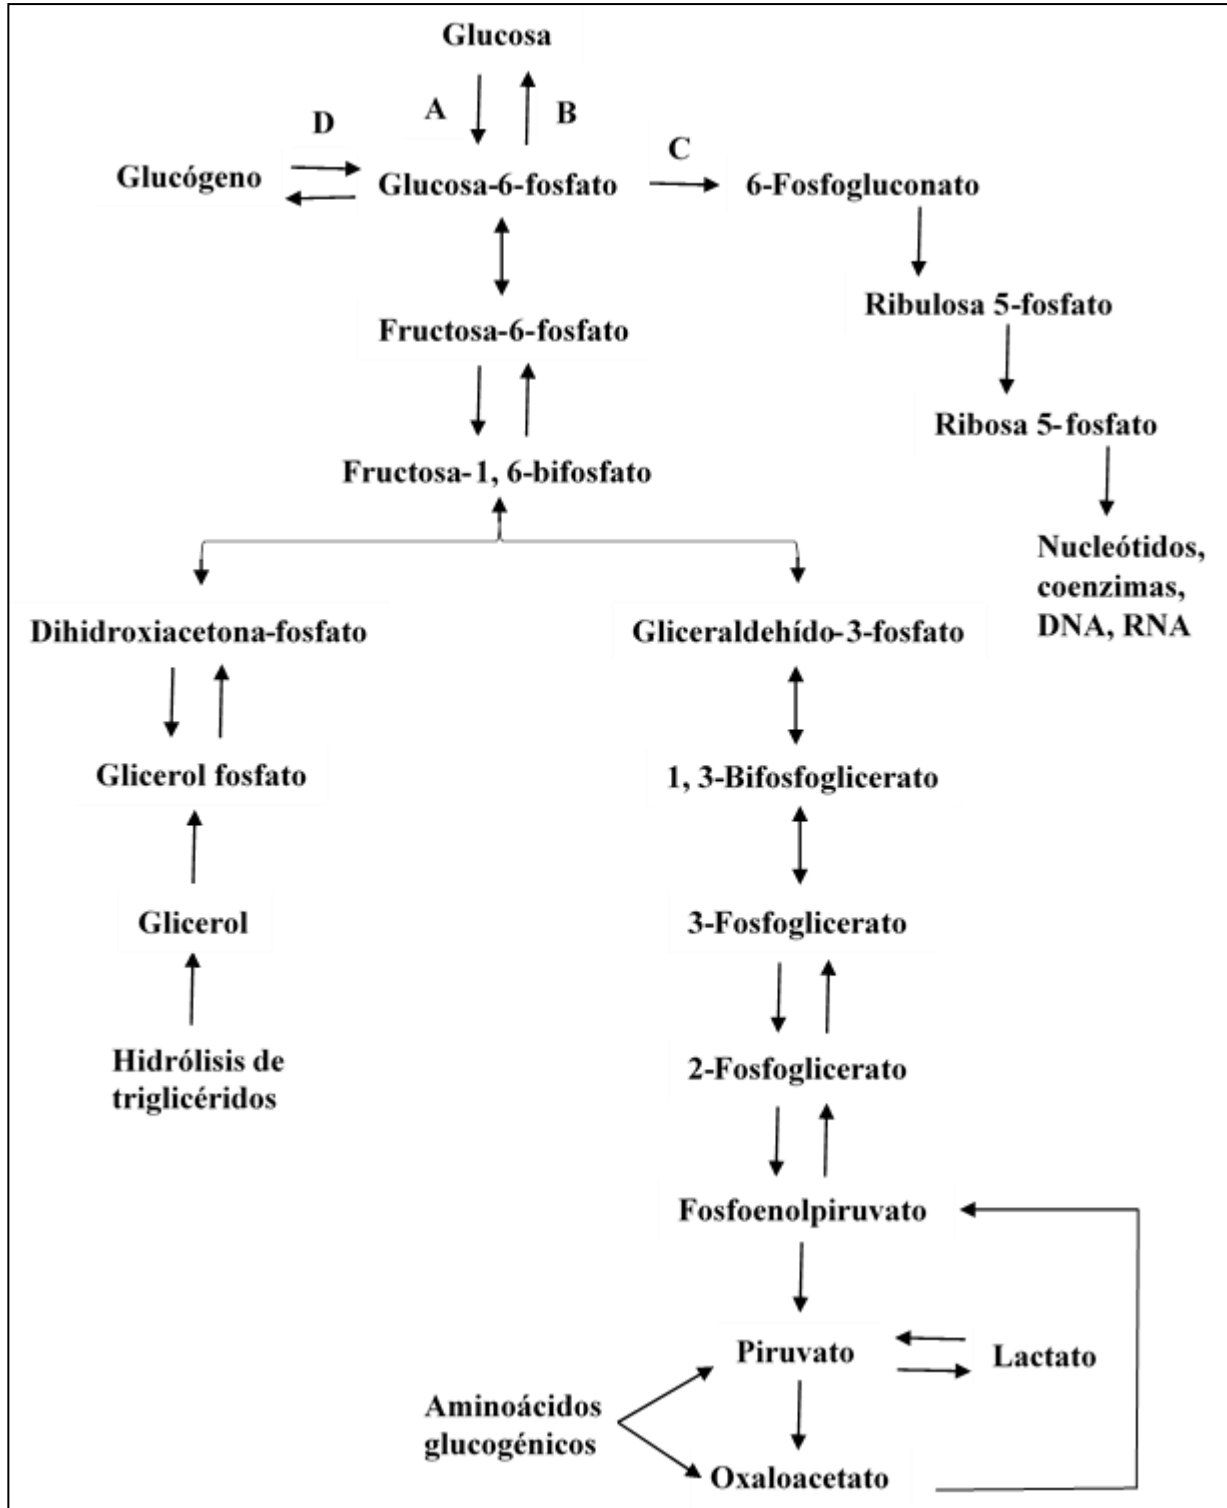 Glucosa
A
B
D
C
Glucógeno
Glucosa-6-fosfato
6-Fosfogluconato
Ribulosa 5-fosfato
Fructosa-6-fosfato
Ribosa 5-fosfato
Fructosa-1, 6-bifosfato
Nucleótidos,
coenzimas,
DNA, RNA
Dihidroxiacetona-fosfato
Gliceraldehído-3-fosfato
Glicerol fosfato
1, 3-Bifosfoglicerato
Glicerol
3-Fosfoglicerato
Hidrólisis de
triglicéridos
2-Fosfoglicerato
Fosfoenolpiruvato
Piruvato
Lactato
Aminoácidos
glucogénicos
Oxaloacetato